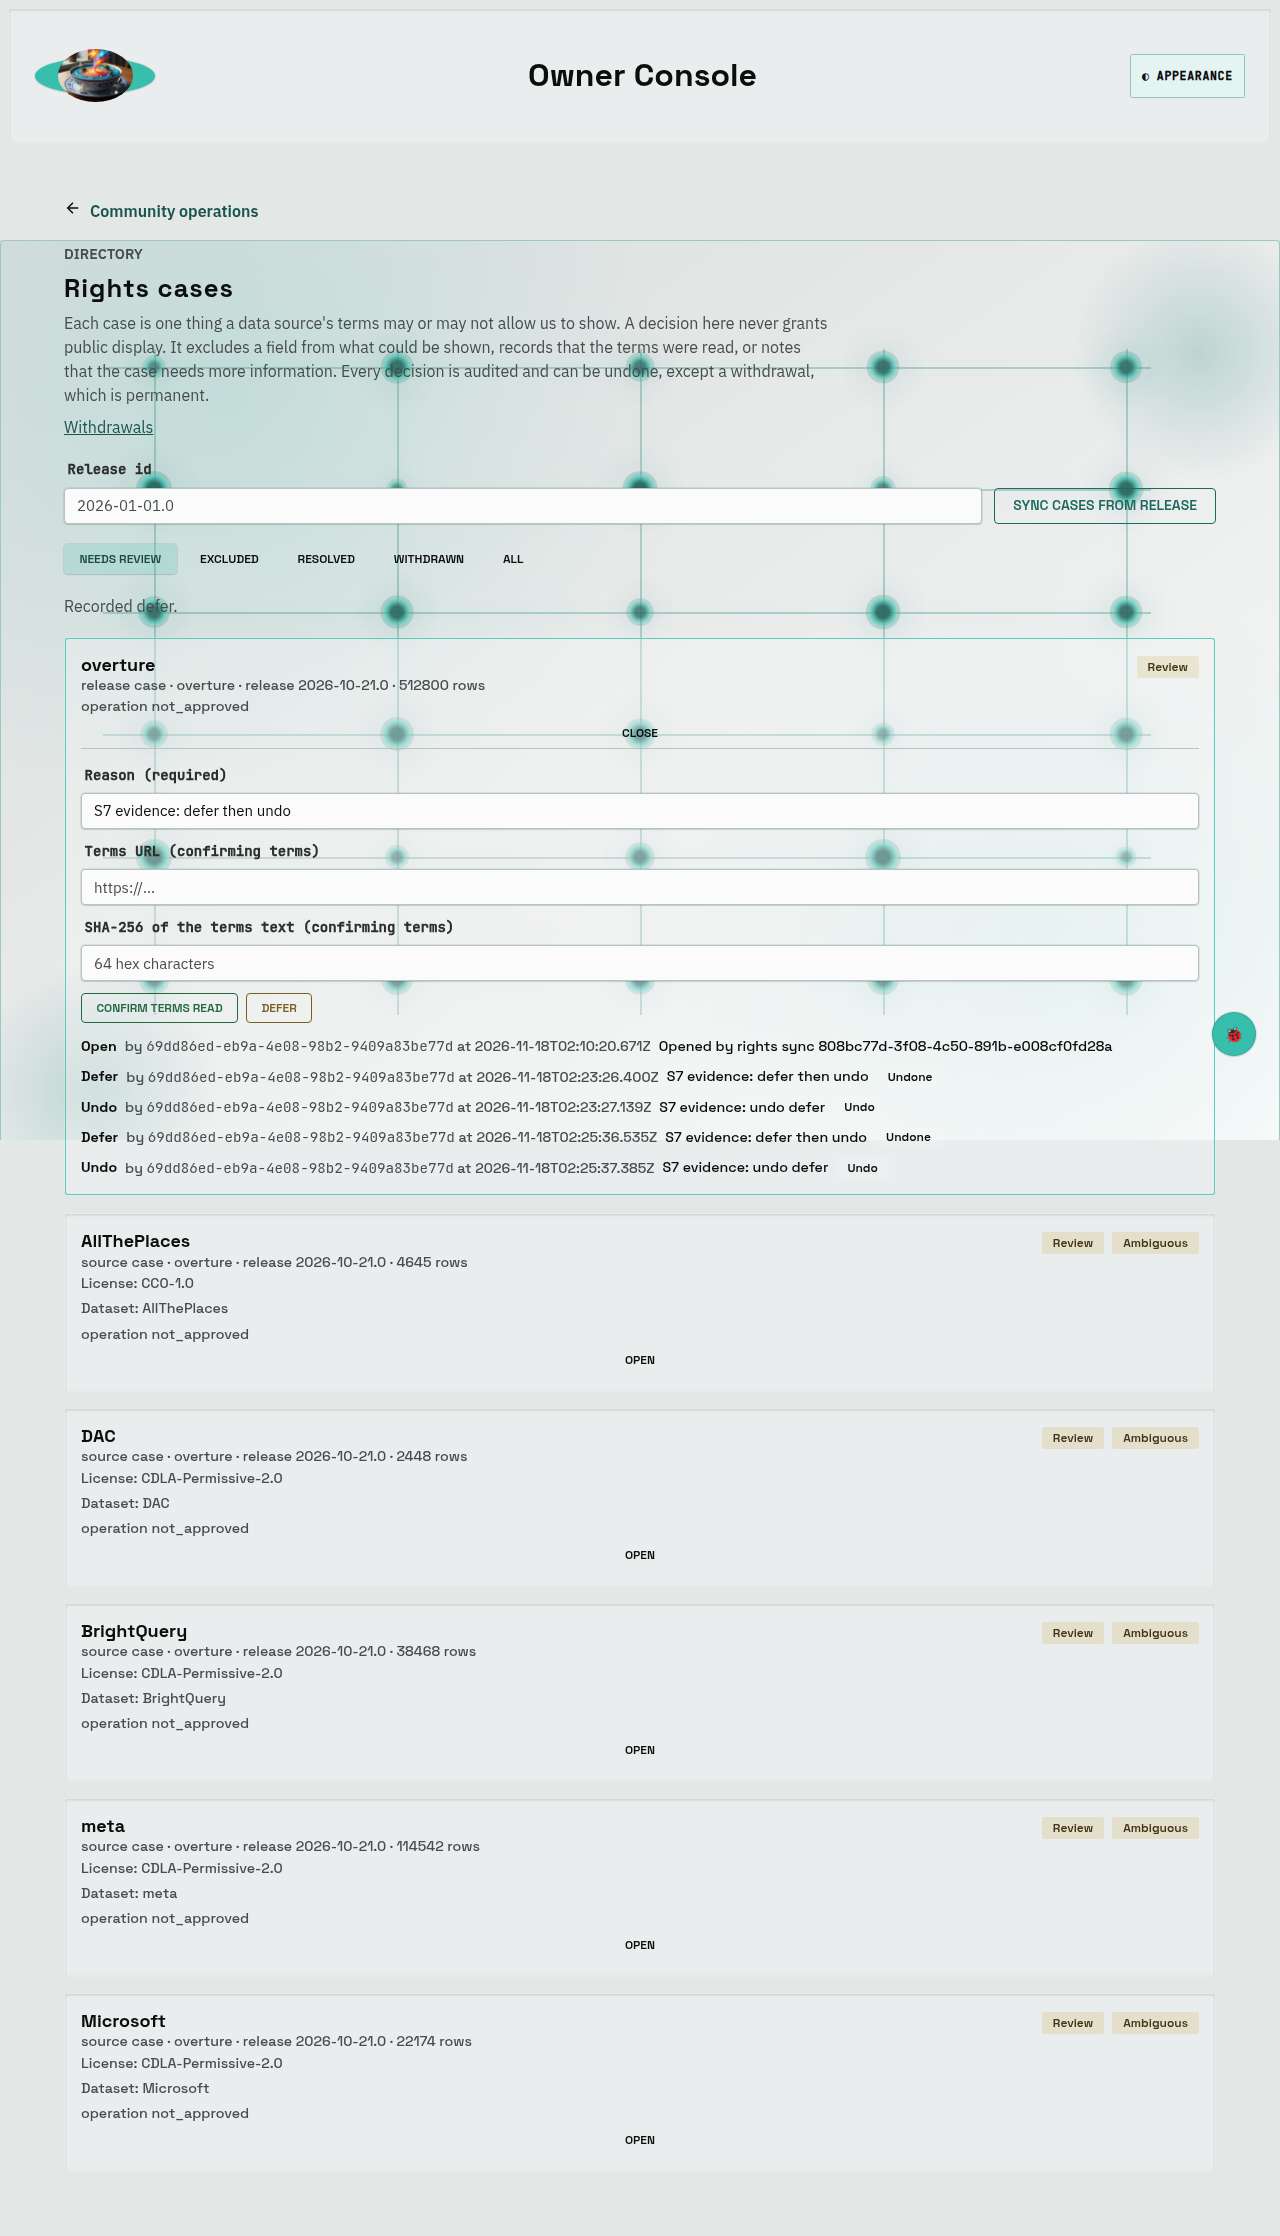 Owner Console
◐ APPEARANCE
← Community operations
DIRECTORY
Rights cases
Each case is one thing a data source's terms may or may not allow us to show. A decision here never grants
public display. It excludes a field from what could be shown, records that the terms were read, or notes
that the case needs more information. Every decision is audited and can be undone, except a withdrawal,
which is permanent.
Withdrawals
Release id
2026-01-01.0
SYNC CASES FROM RELEASE
NEEDS REVIEW EXCLUDED RESOLVED WITHDRAWN ALL
Recorded defer.
overture
Review
release case · overture · release 2026-10-21.0 · 512800 rows
operation not_approved
CLOSE
Reason (required)
S7 evidence: defer then undo
Terms URL (confirming terms)
https://...
SHA-256 of the terms text (confirming terms)
64 hex characters
CONFIRM TERMS READ DEFER
Open by 69dd86ed-eb9a-4e08-98b2-9409a83be77d at 2026-11-18T02:10:20.671Z Opened by rights sync 808bc77d-3f08-4c50-891b-e008cf0fd28a
Defer by 69dd86ed-eb9a-4e08-98b2-9409a83be77d at 2026-11-18T02:23:26.400Z S7 evidence: defer then undo Undone
Undo by 69dd86ed-eb9a-4e08-98b2-9409a83be77d at 2026-11-18T02:23:27.139Z S7 evidence: undo defer Undo
Defer by 69dd86ed-eb9a-4e08-98b2-9409a83be77d at 2026-11-18T02:25:36.535Z S7 evidence: defer then undo Undone
Undo by 69dd86ed-eb9a-4e08-98b2-9409a83be77d at 2026-11-18T02:25:37.385Z S7 evidence: undo defer Undo
AllThePlaces
Review Ambiguous
source case · overture · release 2026-10-21.0 · 4645 rows
License: CC0-1.0
Dataset: AllThePlaces
operation not_approved
OPEN
DAC
Review Ambiguous
source case · overture · release 2026-10-21.0 · 2448 rows
License: CDLA-Permissive-2.0
Dataset: DAC
operation not_approved
OPEN
BrightQuery
Review Ambiguous
source case · overture · release 2026-10-21.0 · 38468 rows
License: CDLA-Permissive-2.0
Dataset: BrightQuery
operation not_approved
OPEN
meta
Review Ambiguous
source case · overture · release 2026-10-21.0 · 114542 rows
License: CDLA-Permissive-2.0
Dataset: meta
operation not_approved
OPEN
Microsoft
Review Ambiguous
source case · overture · release 2026-10-21.0 · 22174 rows
License: CDLA-Permissive-2.0
Dataset: Microsoft
operation not_approved
OPEN